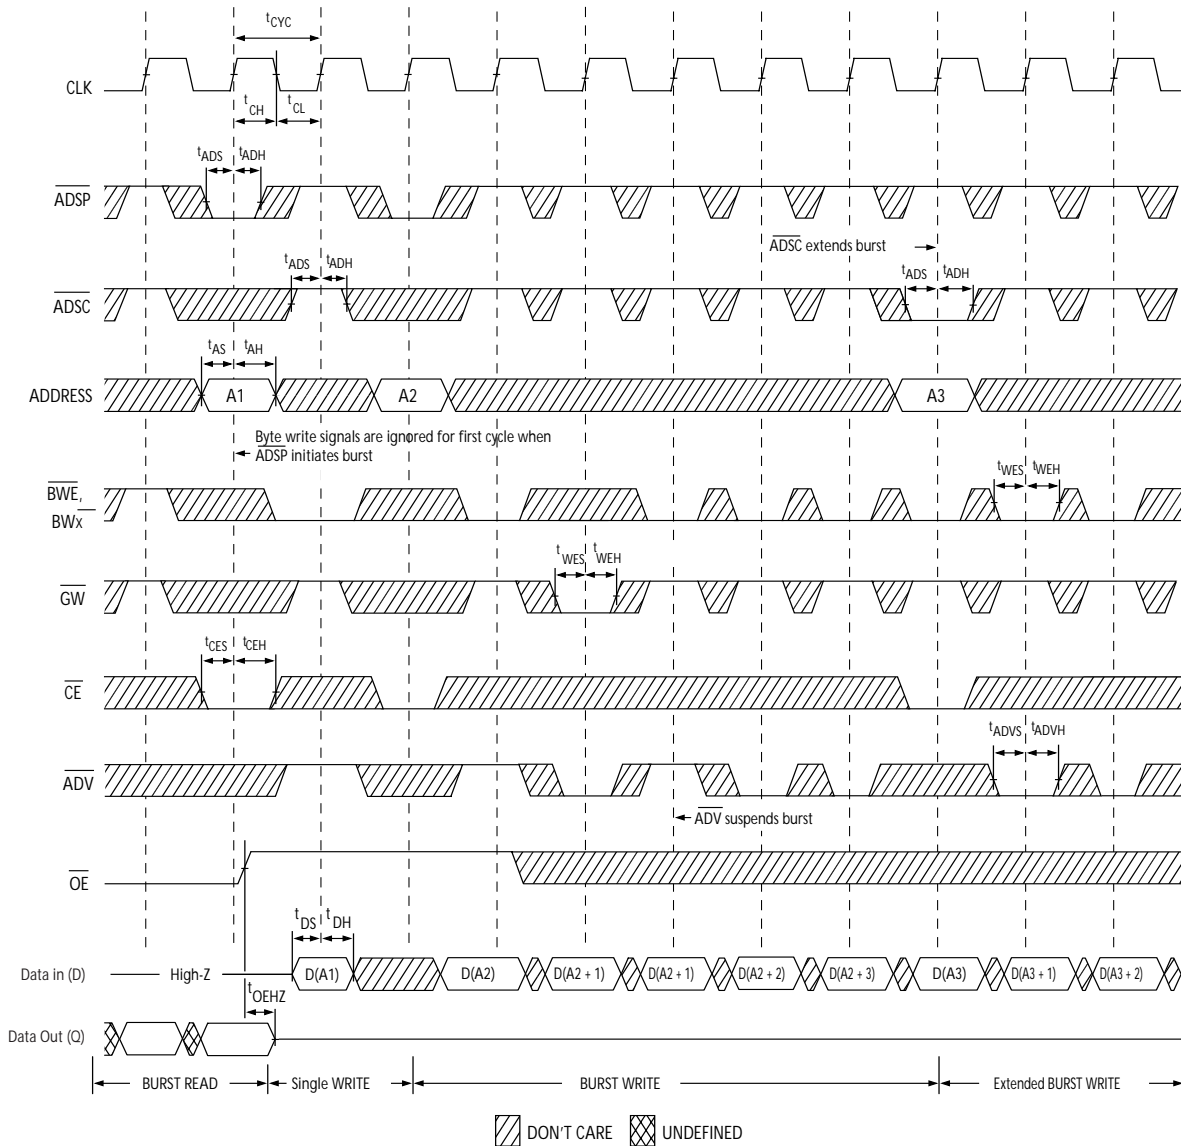 tCYC
CLK
tCH
tCL
tADS
tADH
ADSP
ADSC extends burst
tADS
tADH
tADS
tADH
ADSC
tAS
tAH
ADDRESS
A1
A2
A3
Byte write signals are ignored for first cycle when
ADSP initiates burst
tWES
tWEH
BWE,
BWx
tWES
tWEH
GW
tCES
tCEH
CE
tADVS
tADVH
ADV
ADV suspends burst
OE
tDS
tDH
Data in (D)
High-Z
D(A1)
D(A2)
D(A2 + 1)
D(A2 + 1)
D(A2 + 2)
D(A2 + 3)
D(A3)
D(A3 + 1)
D(A3 + 2)
tOEHZ
Data Out (Q)
BURST READ
Single WRITE
BURST WRITE
Extended BURST WRITE
DON'T CARE
UNDEFINED